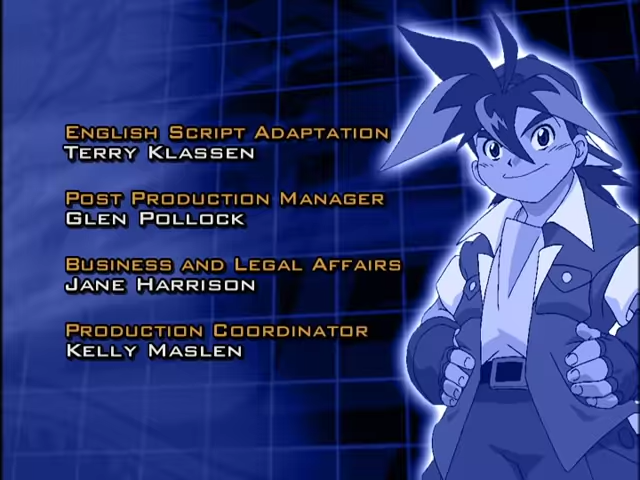 English Script Adaptation
Terry Klassen
Post Production Manager
Glen Pollock
Business and Legal Affairs
Jane Harrison
Production Coordinator
Kelly Maslen